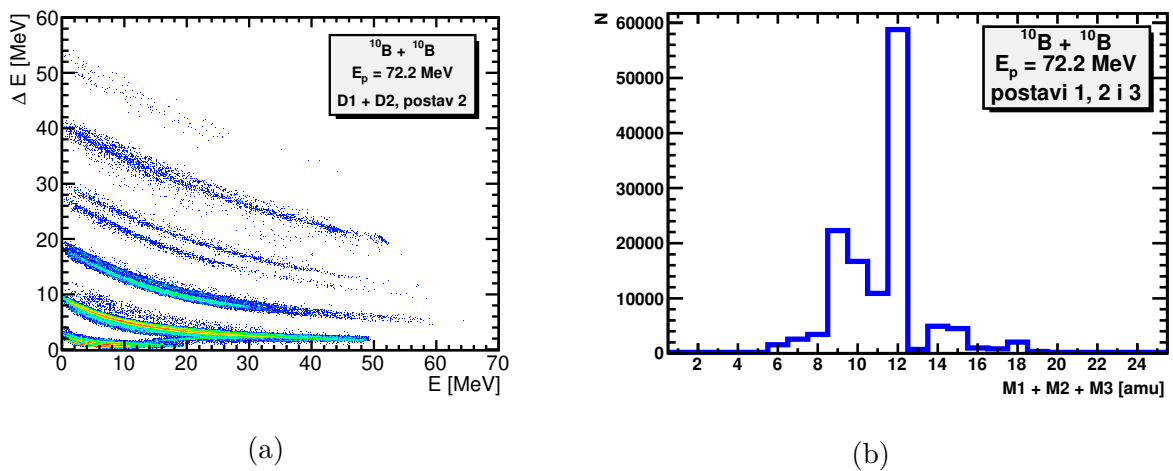 Δ E [MeV]
60
50
40
30
20
10
0
¹⁰B + ¹⁰B
Eₚ = 72.2 MeV
D1 + D2, postav 2
0 10 20 30 40 50 60 70
E [MeV]
(a)
N
60000
50000
40000
30000
20000
10000
0
¹⁰B + ¹⁰B
Eₚ = 72.2 MeV
postavi 1, 2 i 3
2 4 6 8 10 12 14 16 18 20 22 24
M1 + M2 + M3 [amu]
(b)